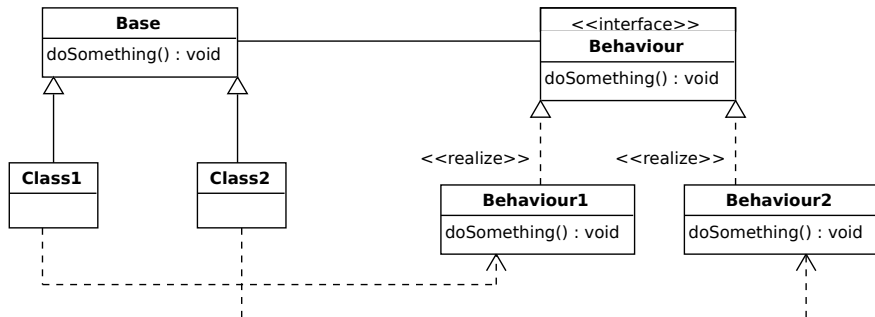 Base
doSomething() : void
<<interface>>
Behaviour
doSomething() : void
<<realize>>
<<realize>>
Class1
Class2
Behaviour1
doSomething() : void
Behaviour2
doSomething() : void